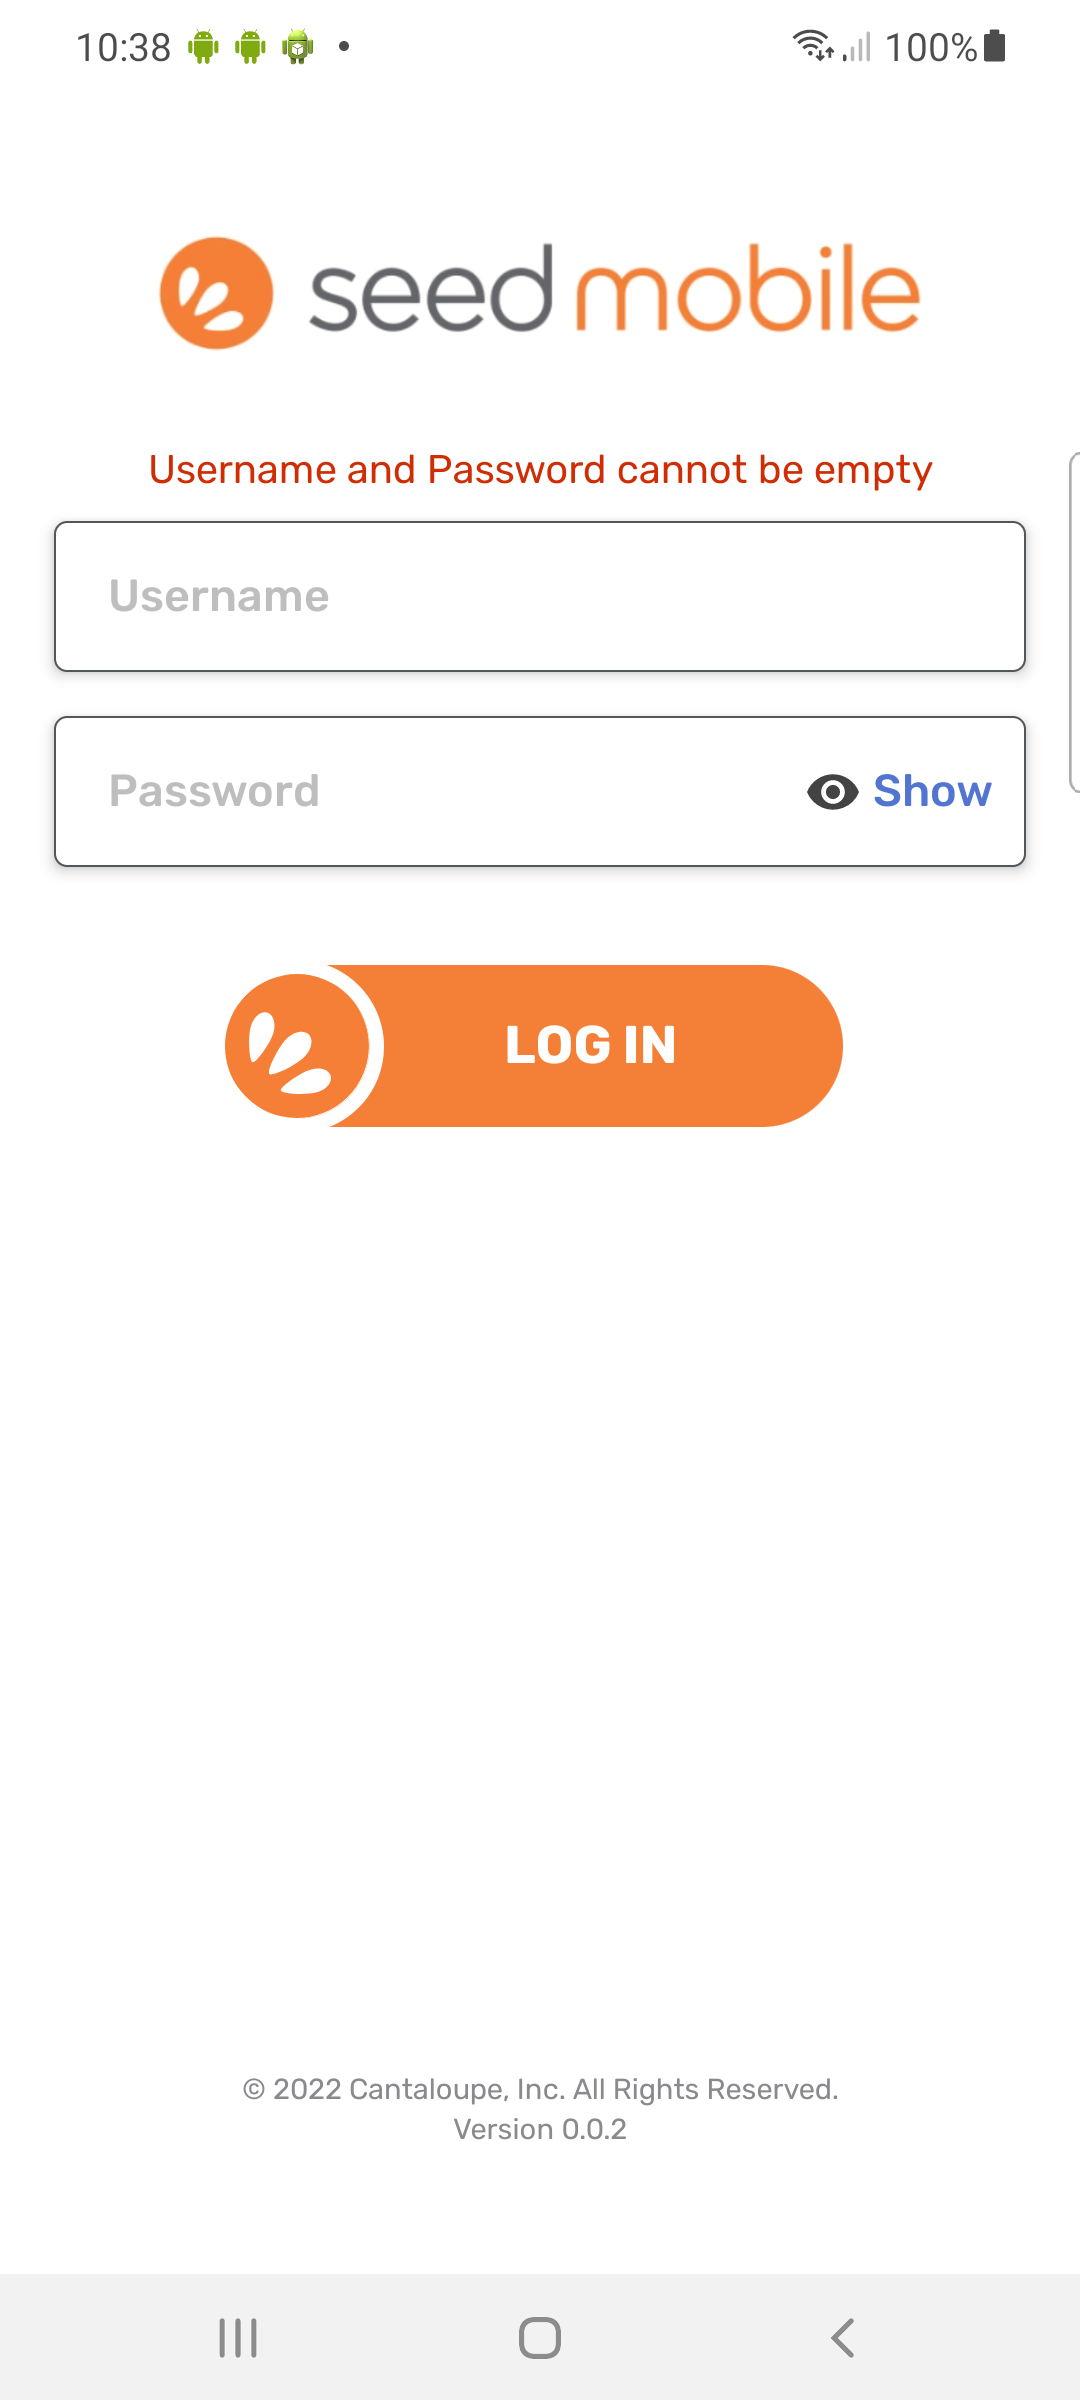 10:38 100%
seed mobile
Username and Password cannot be empty
Username
Password Show
LOG IN
© 2022 Cantaloupe, Inc. All Rights Reserved.
Version 0.0.2